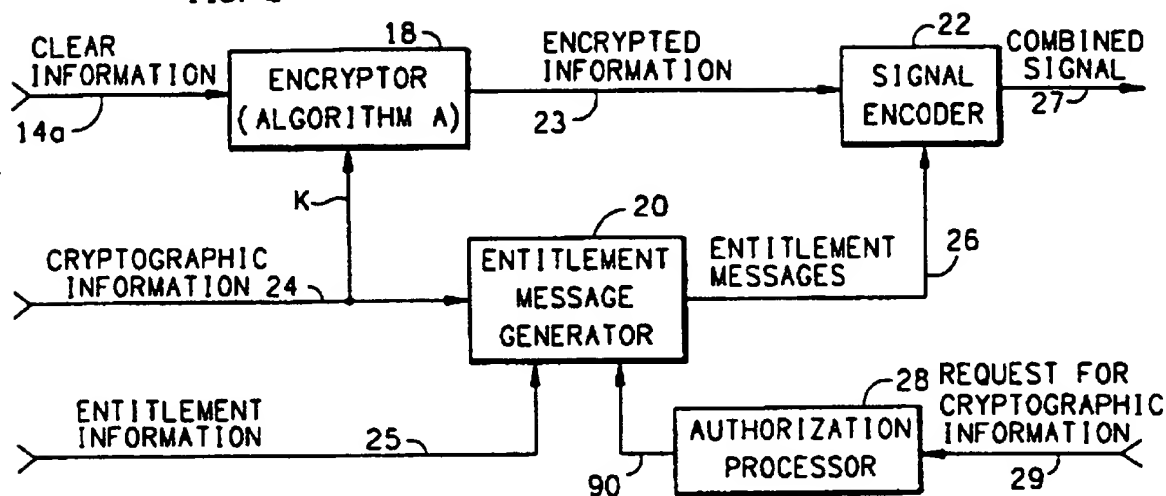 CLEAR
INFORMATION
14a
18
ENCRYPTOR
(ALGORITHM A)
ENCRYPTED
INFORMATION
23
22
SIGNAL
ENCODER
COMBINED
SIGNAL
27
K
CRYPTOGRAPHIC
INFORMATION 24
20
ENTITLEMENT
MESSAGE
GENERATOR
ENTITLEMENT
MESSAGES
26
ENTITLEMENT
INFORMATION
25
90
28
AUTHORIZATION
PROCESSOR
REQUEST FOR
CRYPTOGRAPHIC
INFORMATION
29